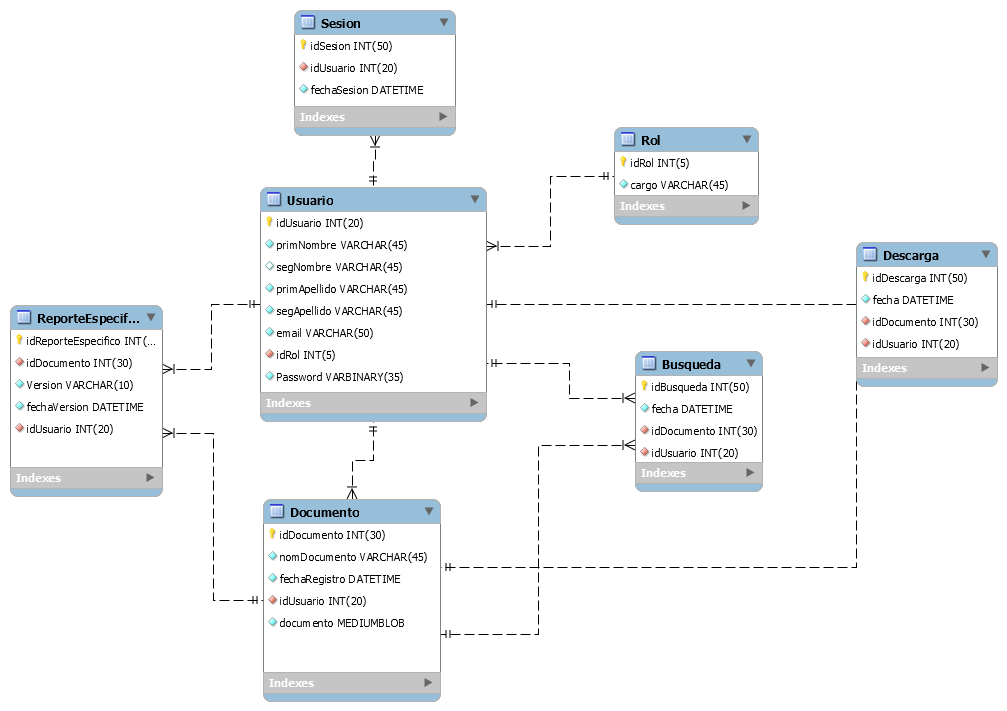 Sesion
idSesion INT(50)
idUsuario INT(20)
fechaSesion DATETIME
Indexes
Rol
idRol INT(5)
cargo VARCHAR(45)
Indexes
Usuario
idUsuario INT(20)
primNombre VARCHAR(45)
segNombre VARCHAR(45)
primApellido VARCHAR(45)
segApellido VARCHAR(45)
email VARCHAR(50)
idRol INT(5)
Password VARBINARY(35)
Indexes
Descarga
idDescarga INT(50)
fecha DATETIME
idDocumento INT(30)
idUsuario INT(20)
Indexes
ReporteEspecif...
idReporteEspecifico INT(...
idDocumento INT(30)
Version VARCHAR(10)
fechaVersion DATETIME
idUsuario INT(20)
Indexes
Busqueda
idBusqueda INT(50)
fecha DATETIME
idDocumento INT(30)
idUsuario INT(20)
Indexes
Documento
idDocumento INT(30)
nomDocumento VARCHAR(45)
fechaRegistro DATETIME
idUsuario INT(20)
documento MEDIUMBLOB
Indexes